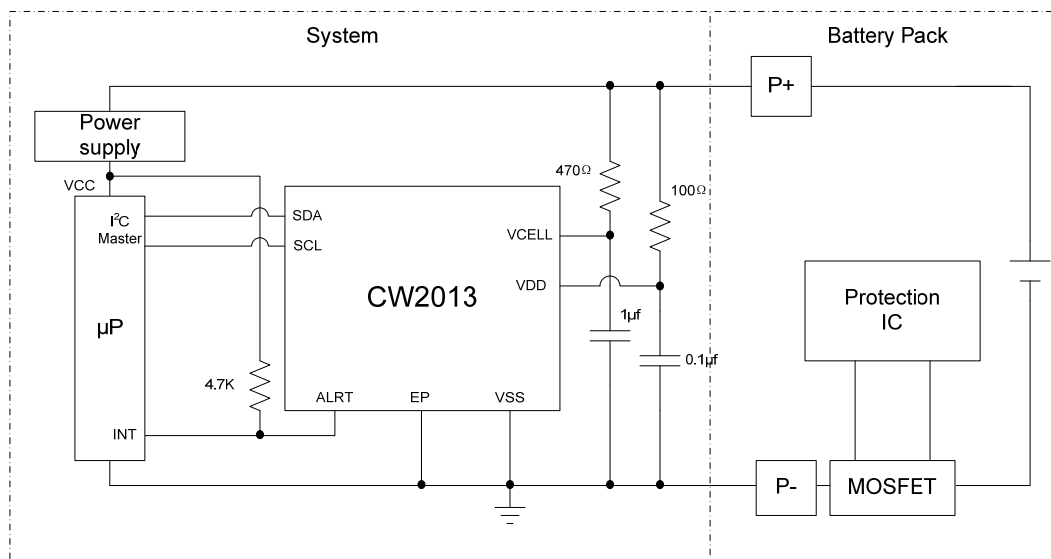 System
Battery Pack
P+
Power
supply
VCC
470Ω
100Ω
I²C
Master
SDA
SCL
VCELL
VDD
CW2013
µP
Protection
IC
1µf
0.1µf
4.7K
ALRT
EP
VSS
INT
P-
MOSFET